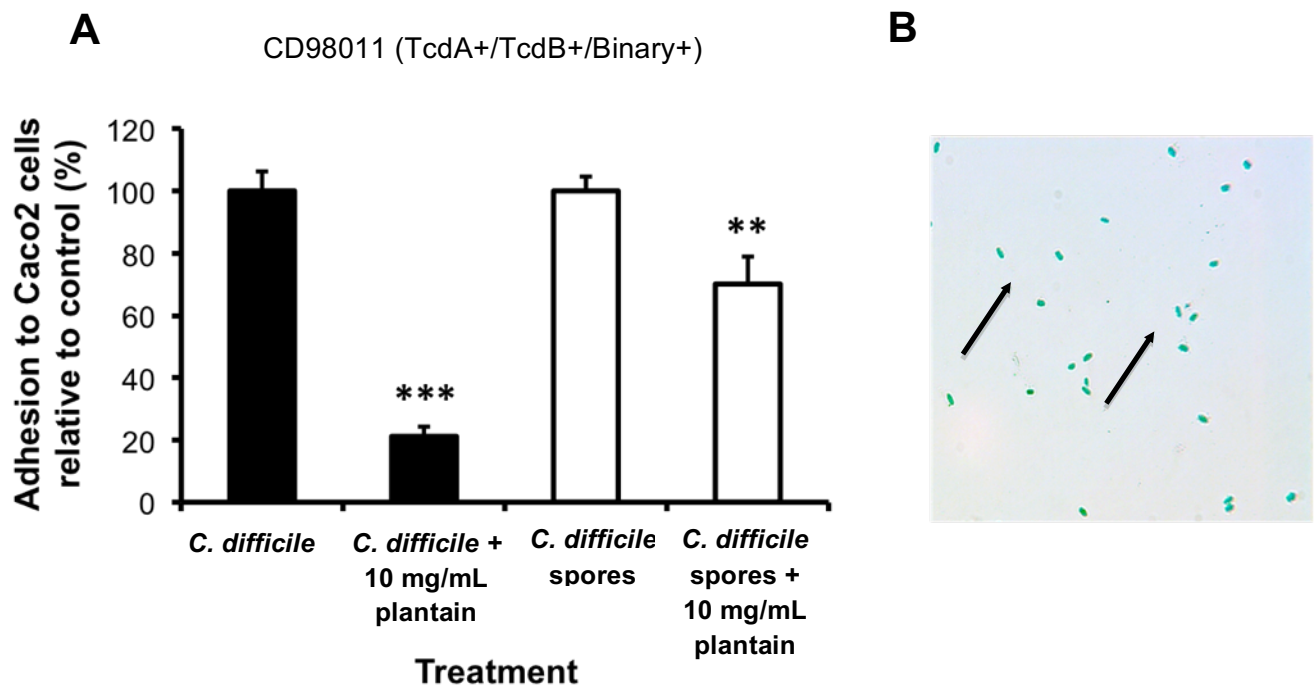 A
B
CD98011 (TcdA+/TcdB+/Binary+)
Adhesion to Caco2 cells
relative to control (%)
120
100
80
60
40
20
0
***
**
C. difficile
C. difficile +
10 mg/mL
plantain
C. difficile
spores
C. difficile
spores +
10 mg/mL
plantain
Treatment